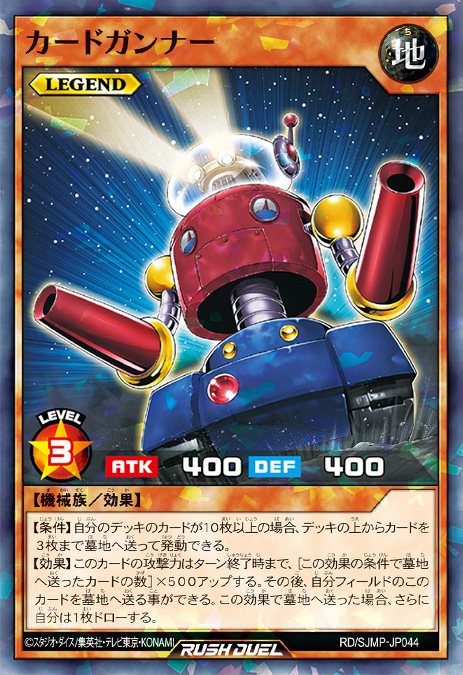 カードガンナー
地
LEGEND
LEVEL
3
ATK 400 DEF 400
【機械族／効果】
【条件】自分のデッキのカードが10枚以上の場合、デッキの上からカードを
3枚まで墓地へ送って発動できる。
【効果】このカードの攻撃力はターン終了時まで、[この効果の条件で墓地
へ送ったカードの数]×500アップする。その後、自分フィールドのこの
カードを墓地へ送る事ができる。この効果で墓地へ送った場合、さらに
自分は1枚ドローする。
©スタジオ・ダイス/集英社・テレビ東京・KONAMI
RUSH DUEL
RD/SJMP-JP044